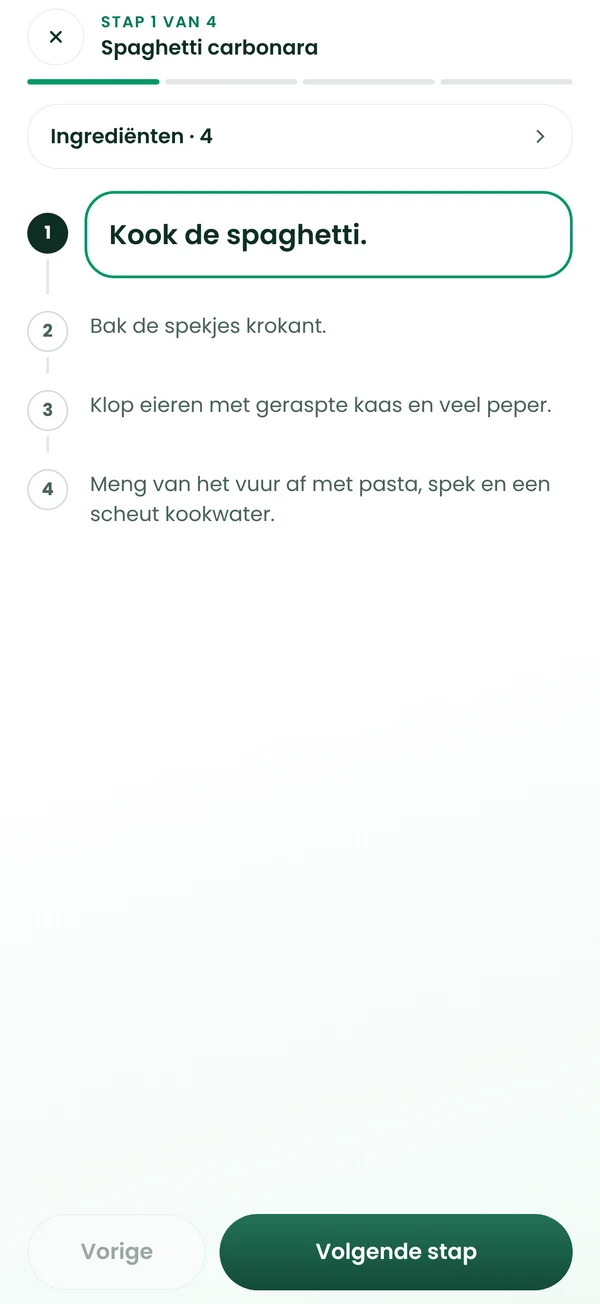 STAP 1 VAN 4
Spaghetti carbonara
Ingrediënten · 4
1
Kook de spaghetti.
2
Bak de spekjes krokant.
3
Klop eieren met geraspte kaas en veel peper.
4
Meng van het vuur af met pasta, spek en een
scheut kookwater.
Vorige
Volgende stap